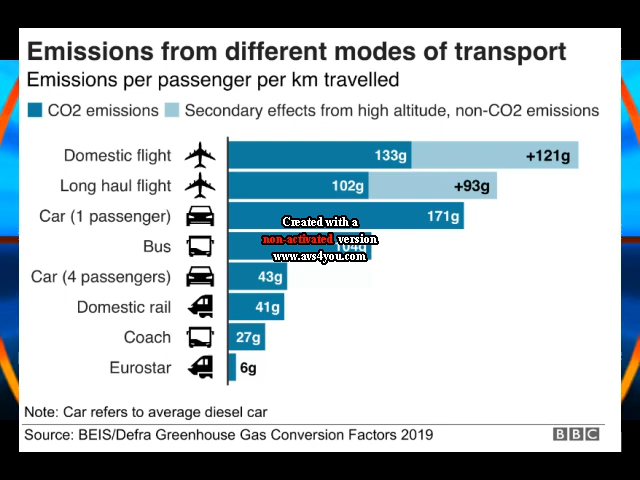 Emissions from different modes of transport
Emissions per passenger per km travelled
CO2 emissions Secondary effects from high altitude, non-CO2 emissions
Domestic flight 133g +121g
Long haul flight 102g +93g
Car (1 passenger) 171g
Created with a
Bus 104g
non-activated version
www.avs4you.com
Car (4 passengers) 43g
Domestic rail 41g
Coach 27g
Eurostar 6g
Note: Car refers to average diesel car
Source: BEIS/Defra Greenhouse Gas Conversion Factors 2019 BBC